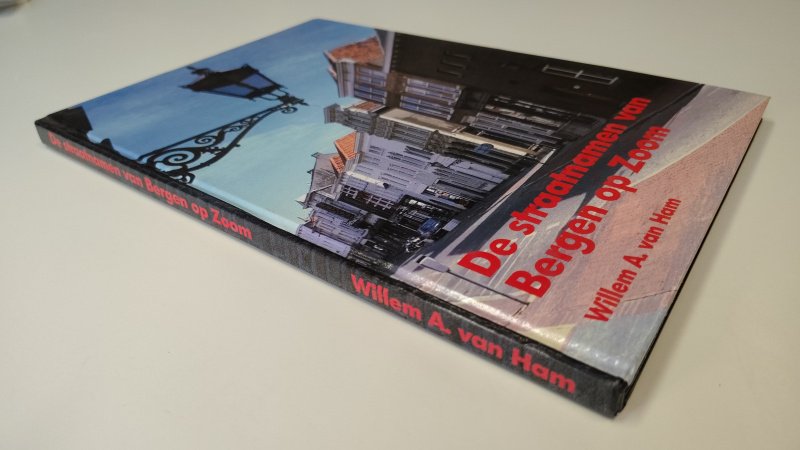 De straatnamen van
Bergen op Zoom
Willem A. van Ham
De straatnamen van Bergen op Zoom
Willem A. van Ham